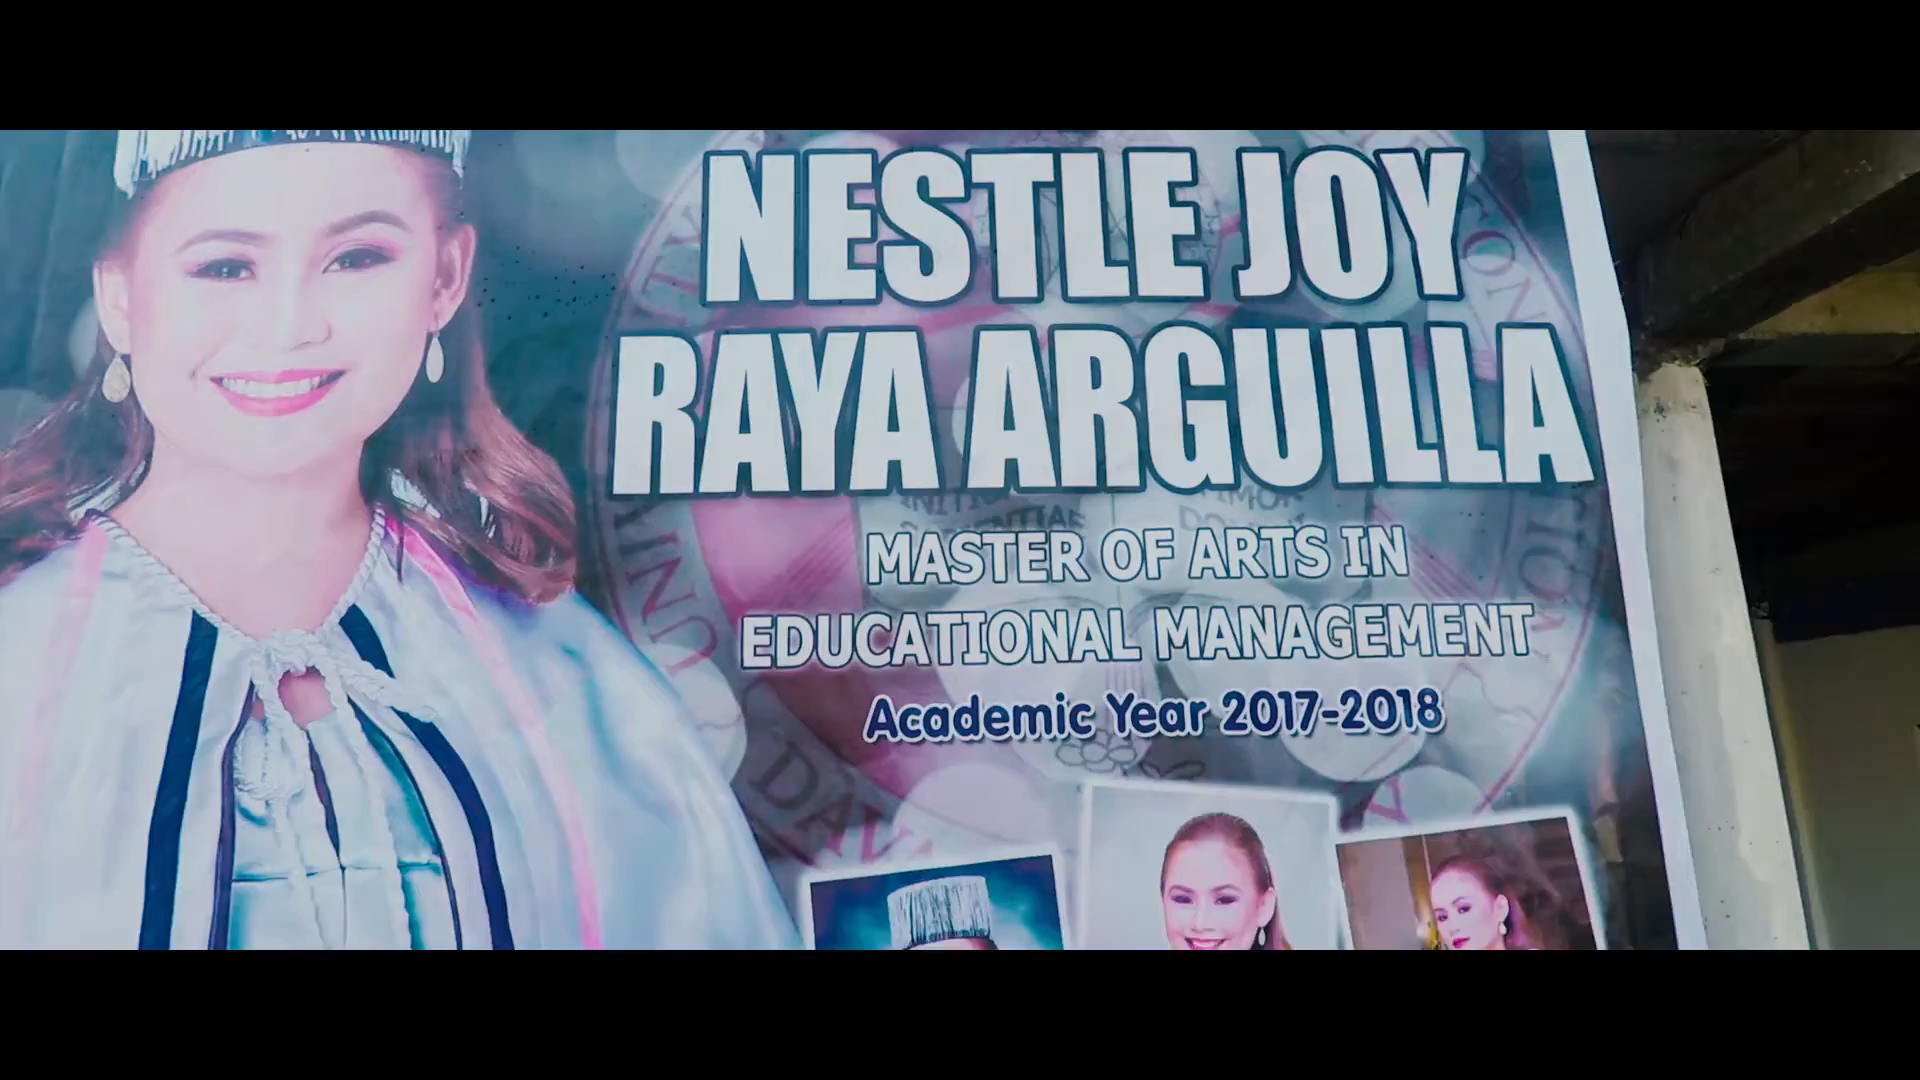 NESTLE JOY
RAYA ARGUILLA
MASTER OF ARTS IN
EDUCATIONAL MANAGEMENT
Academic Year 2017-2018